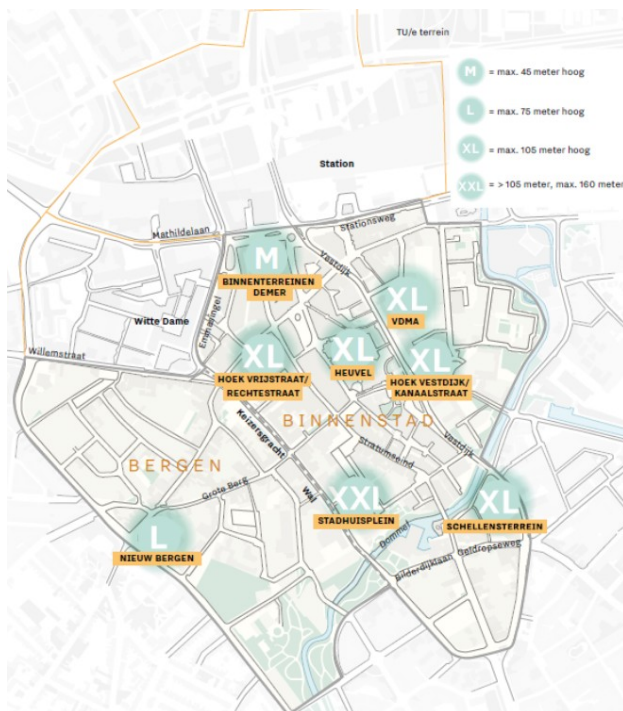 TU/e terrein
M = max. 45 meter hoog
L = max. 75 meter hoog
XL = max. 105 meter hoog
XXL = > 105 meter, max. 160 meter
Station
Mathildelaan
Stationsweg
Vestdijk
M
BINNENTERREINEN
DEMER
XL
VDMA
Witte Dame
Emmasingel
Willemstraat
XL
HOEK VRIJSTRAAT/
RECHTESTRAAT
XL
HEUVEL
XL
HOEK VESTDIJK/
KANAALSTRAAT
BINNENSTAD
Keizersgracht
Stratumseind
Vestdijk
BERGEN
Grote Berg
Wal
XXL
STADHUISPLEIN
XL
SCHELLENSTERREIN
L
NIEUW BERGEN
Dommel
Bilderdijklaan
Geldropseweg